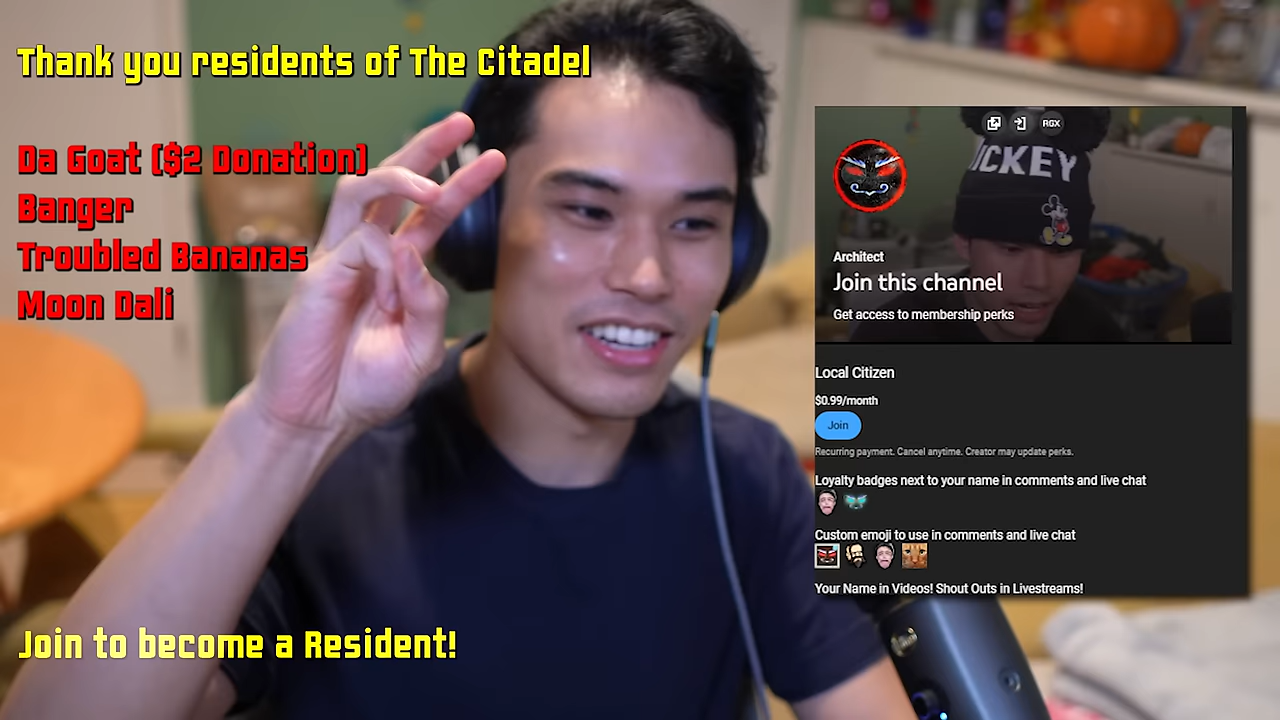 Thank you residents of The Citadel
Da Goat ($2 Donation)
Banger
Troubled Bananas
Moon Dali
Join to become a Resident!
RGX
ICKEY
Architect
Join this channel
Get access to membership perks
Local Citizen
$0.99/month
Join
Recurring payment. Cancel anytime. Creator may update perks.
Loyalty badges next to your name in comments and live chat
Custom emoji to use in comments and live chat
Your Name in Videos! Shout Outs in Livestreams!